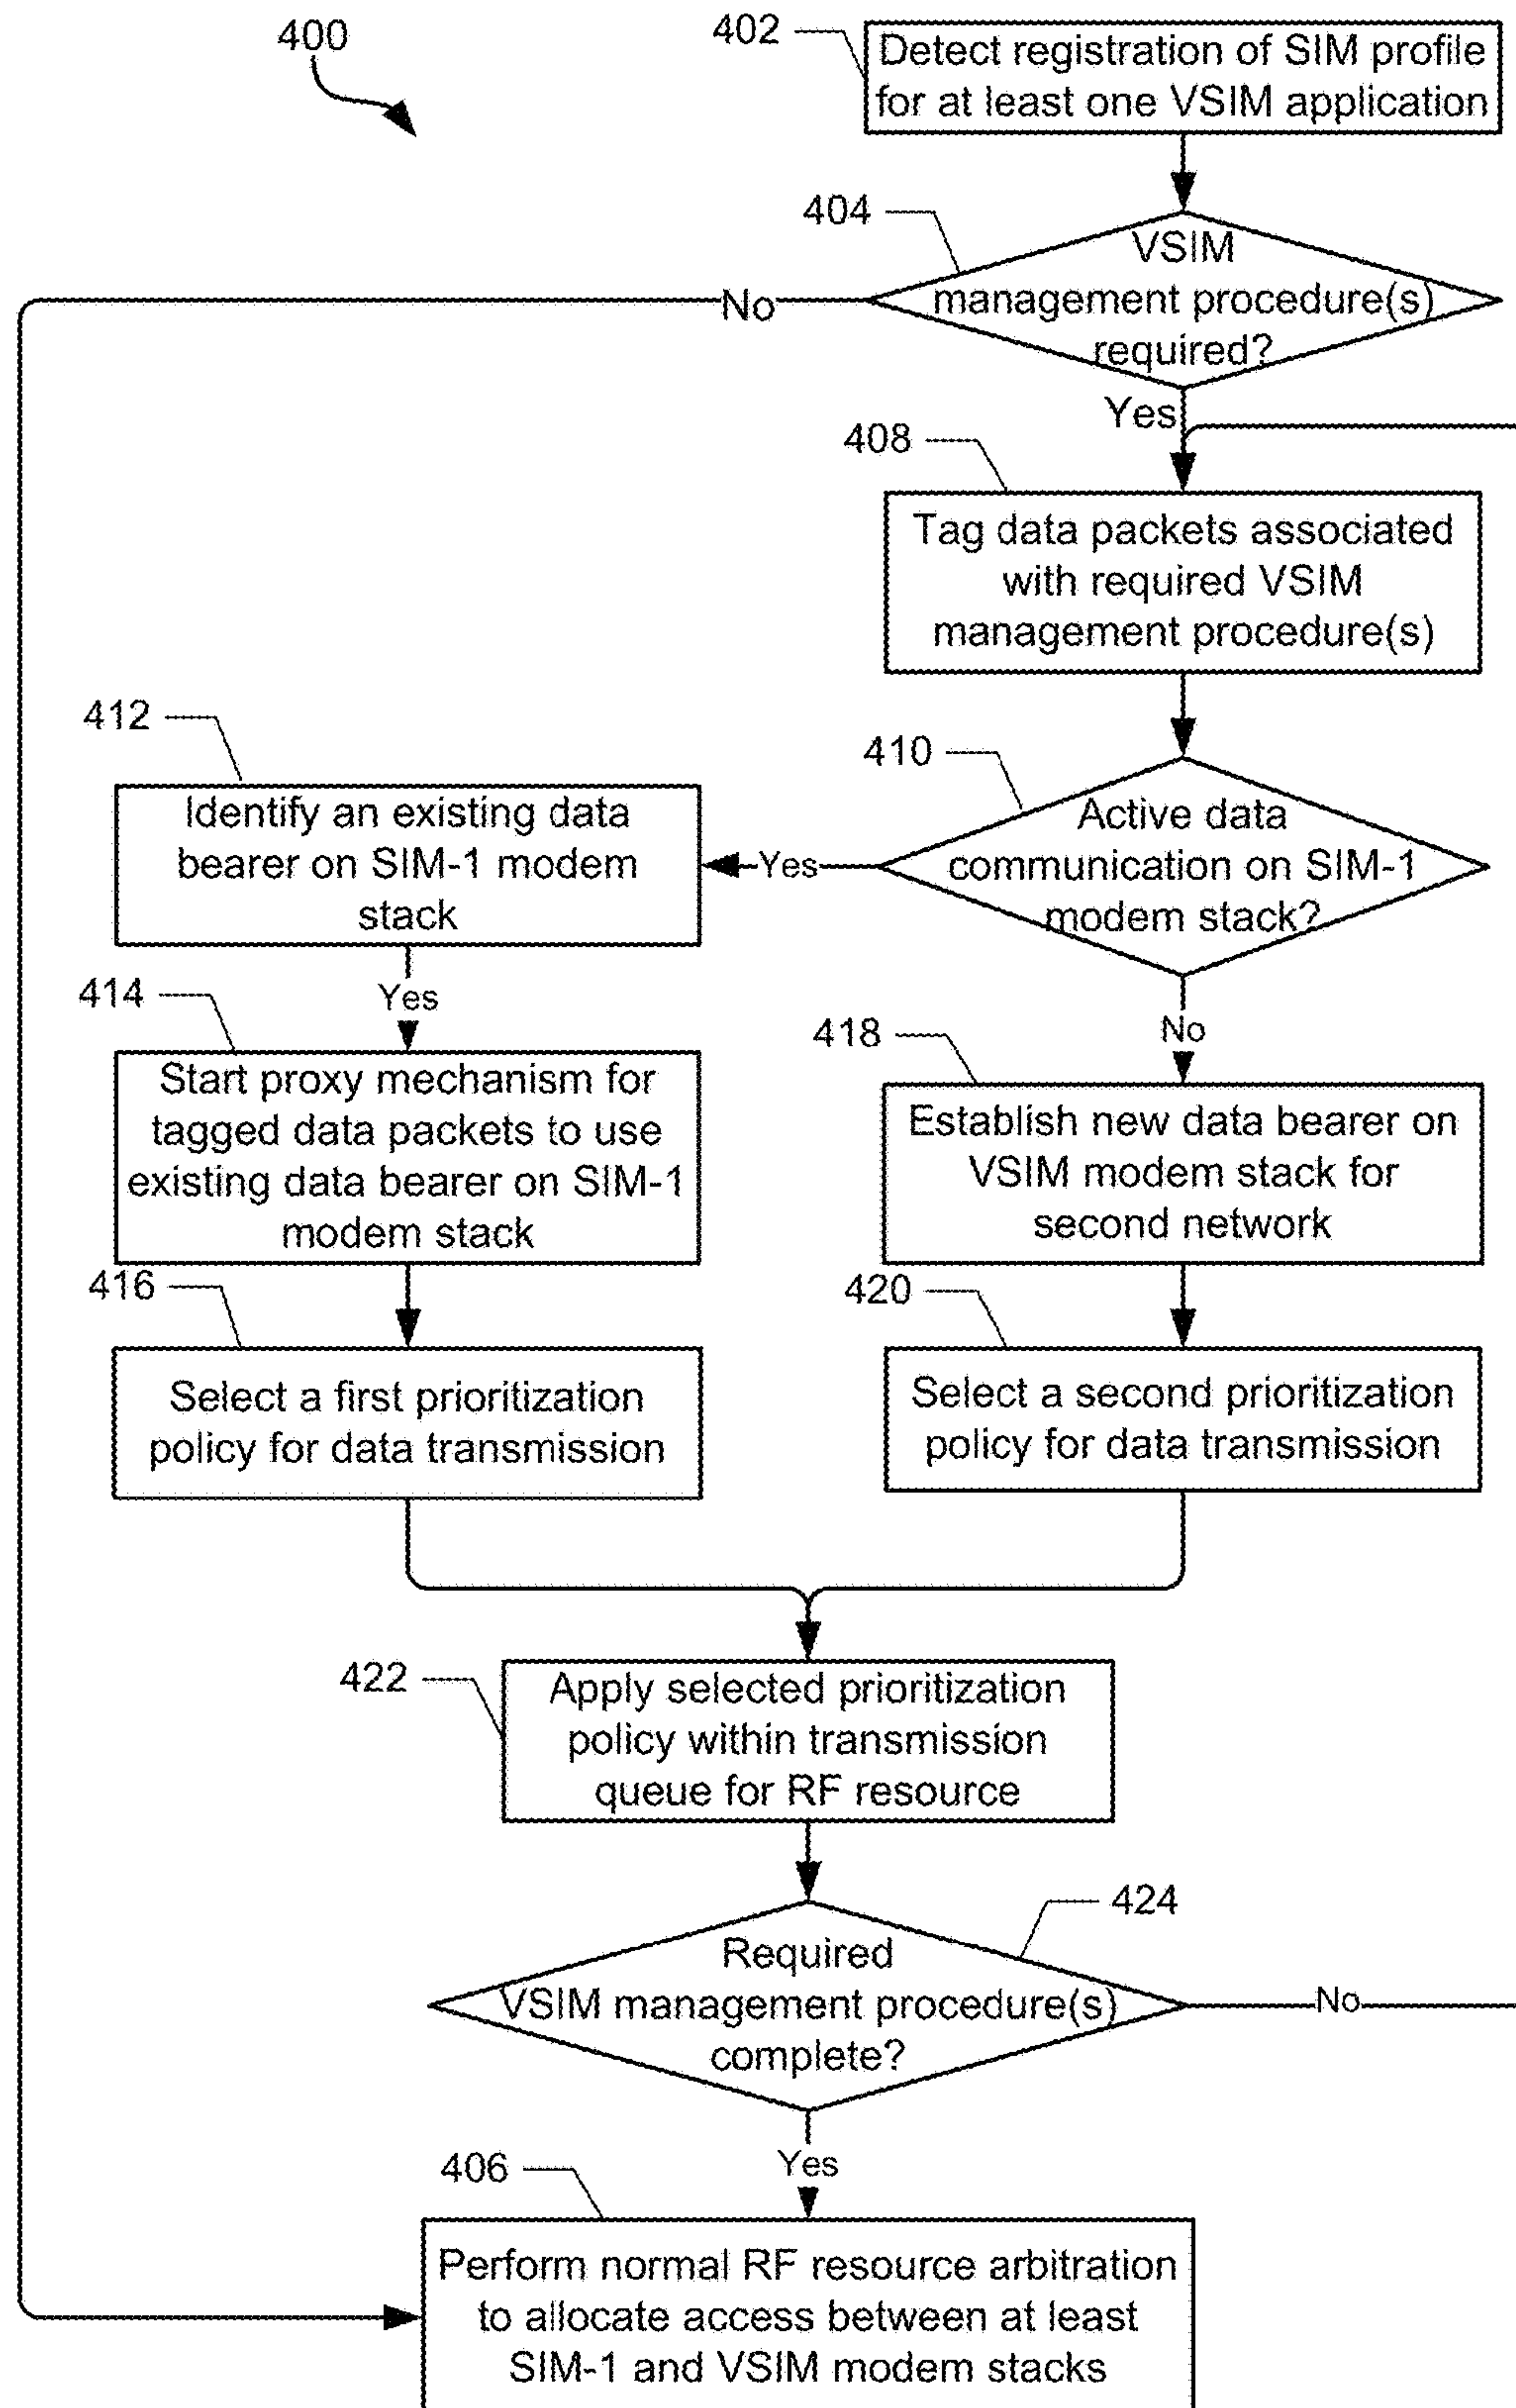 400
402
Detect registration of SIM profile
for at least one VSIM application
404
VSIM
management procedure(s)
required?
No
Yes
408
Tag data packets associated
with required VSIM
management procedure(s)
410
Active data
communication on SIM-1
modem stack?
Yes
412
Identify an existing data
bearer on SIM-1 modem
stack
Yes
414
Start proxy mechanism for
tagged data packets to use
existing data bearer on SIM-1
modem stack
416
Select a first prioritization
policy for data transmission
No
418
Establish new data bearer on
VSIM modem stack for
second network
420
Select a second prioritization
policy for data transmission
422
Apply selected prioritization
policy within transmission
queue for RF resource
424
Required
VSIM management procedure(s)
complete?
No
Yes
406
Perform normal RF resource arbitration
to allocate access between at least
SIM-1 and VSIM modem stacks